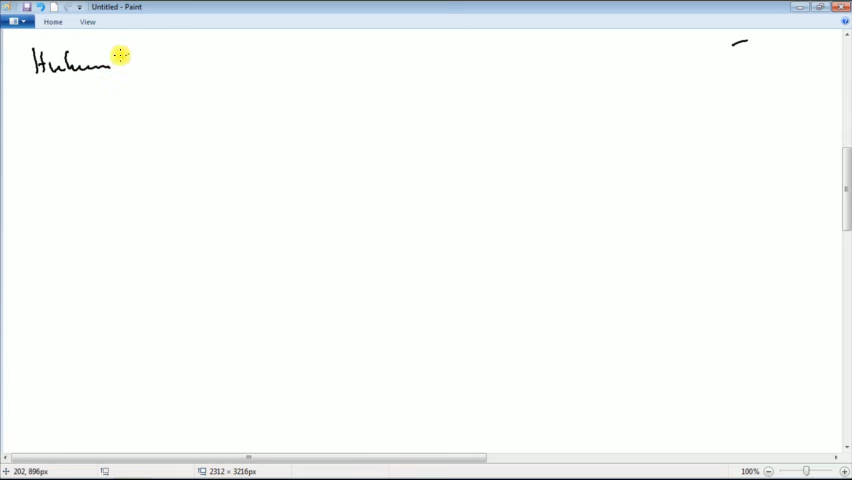 Untitled - Paint
Home View
Hukum
202, 896px 2312 × 3216px 100%